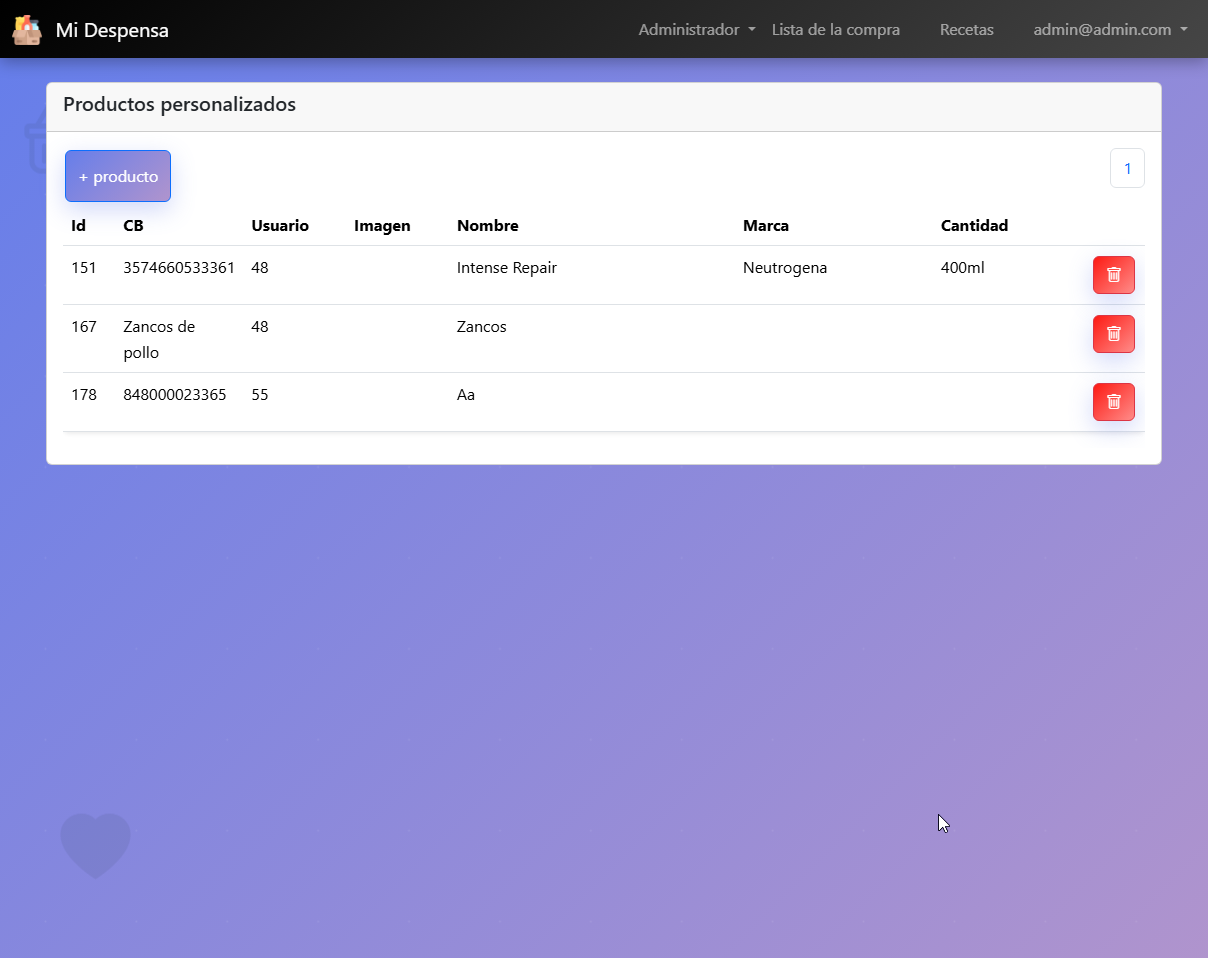 Mi Despensa Administrador Lista de la compra Recetas admin@admin.com
Productos personalizados
+ producto 1
Id CB Usuario Imagen Nombre Marca Cantidad
151 3574660533361 48 Intense Repair Neutrogena 400ml
167 Zancos de 48 Zancos
pollo
178 848000023365 55 Aa